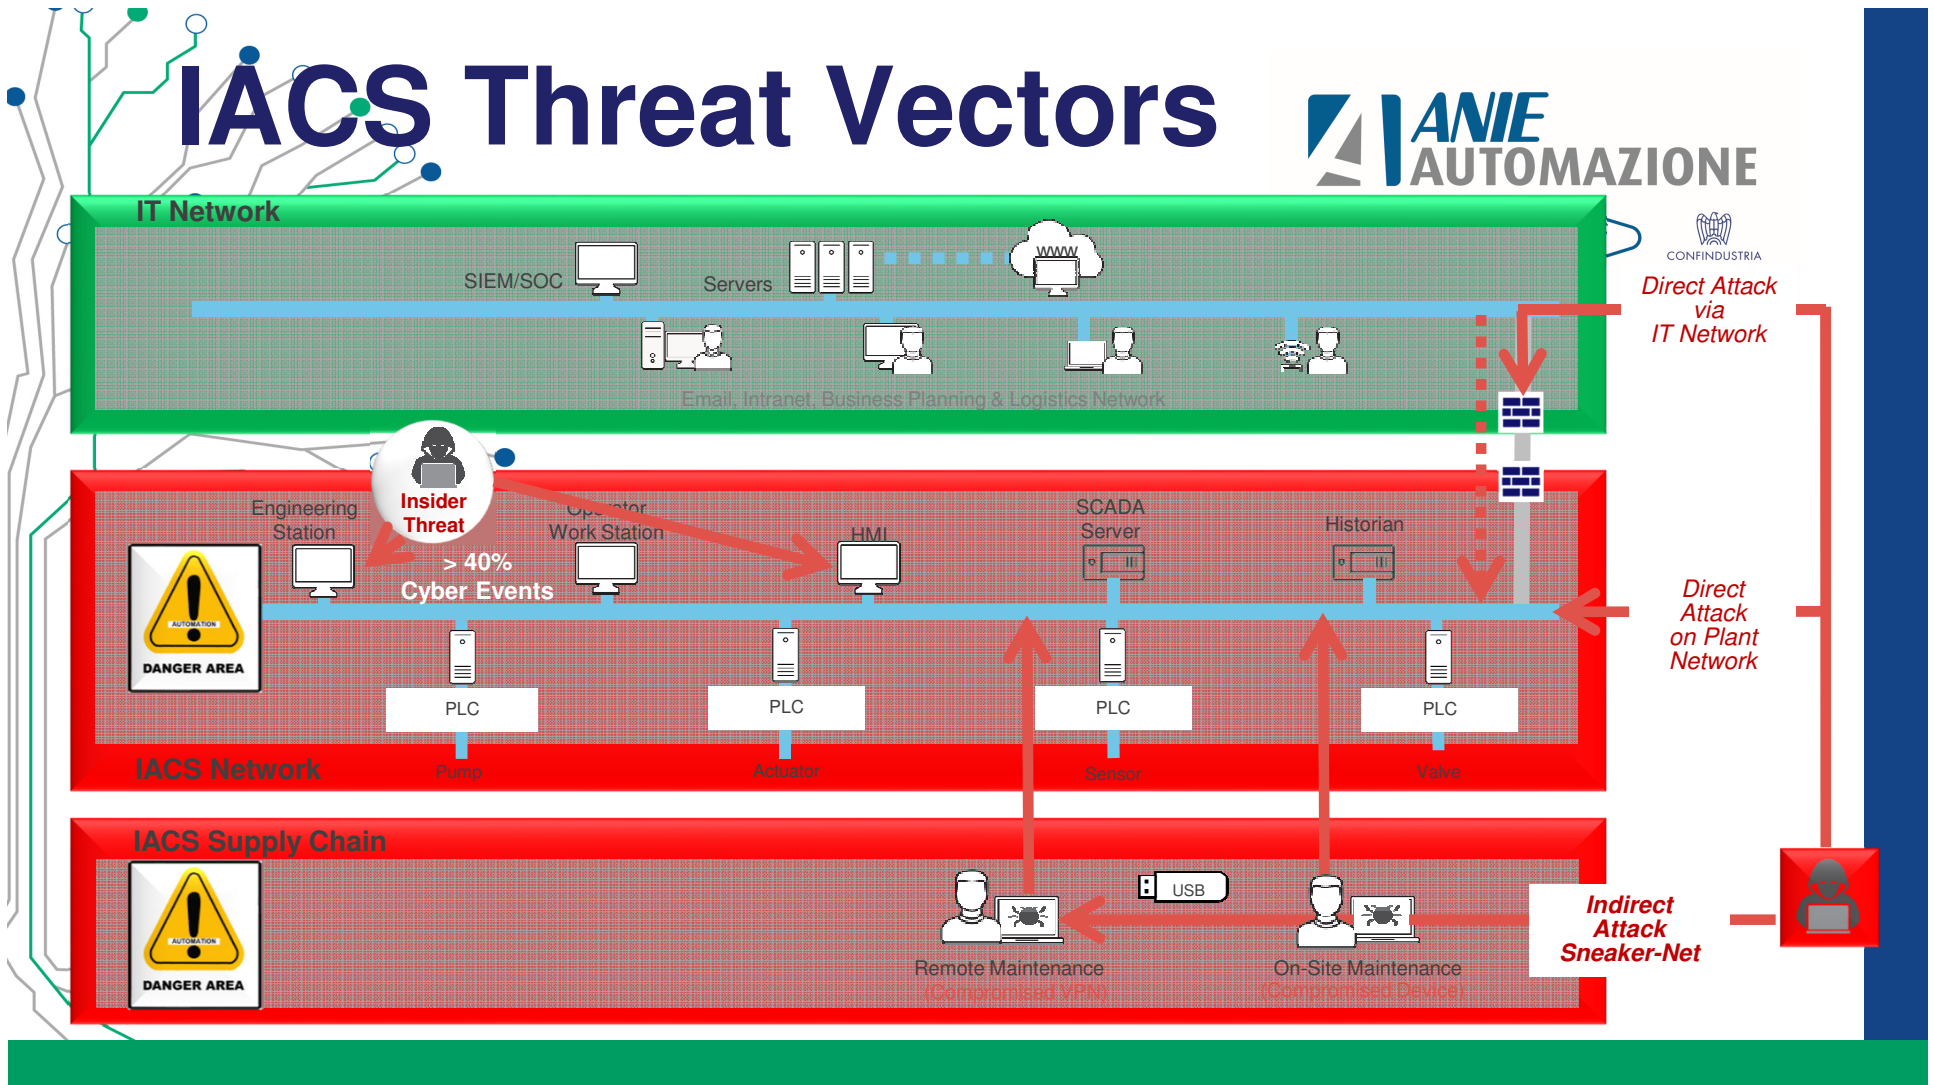 IACS Threat Vectors
ANIE
AUTOMAZIONE
CONFINDUSTRIA
IT Network
SIEM/SOC
Servers
WWW
Email, Intranet, Business Planning & Logistics Network
Direct Attack
via
IT Network
Insider
Threat
> 40%
Cyber Events
Engineering
Station
Operator
Work Station
HMI
SCADA
Server
Historian
AUTOMATION
DANGER AREA
Direct
Attack
on Plant
Network
PLC
PLC
PLC
PLC
IACS Network
Pump
Actuator
Sensor
Valve
IACS Supply Chain
AUTOMATION
DANGER AREA
USB
Remote Maintenance
(Compromised VPN)
On-Site Maintenance
(Compromised Device)
Indirect
Attack
Sneaker-Net